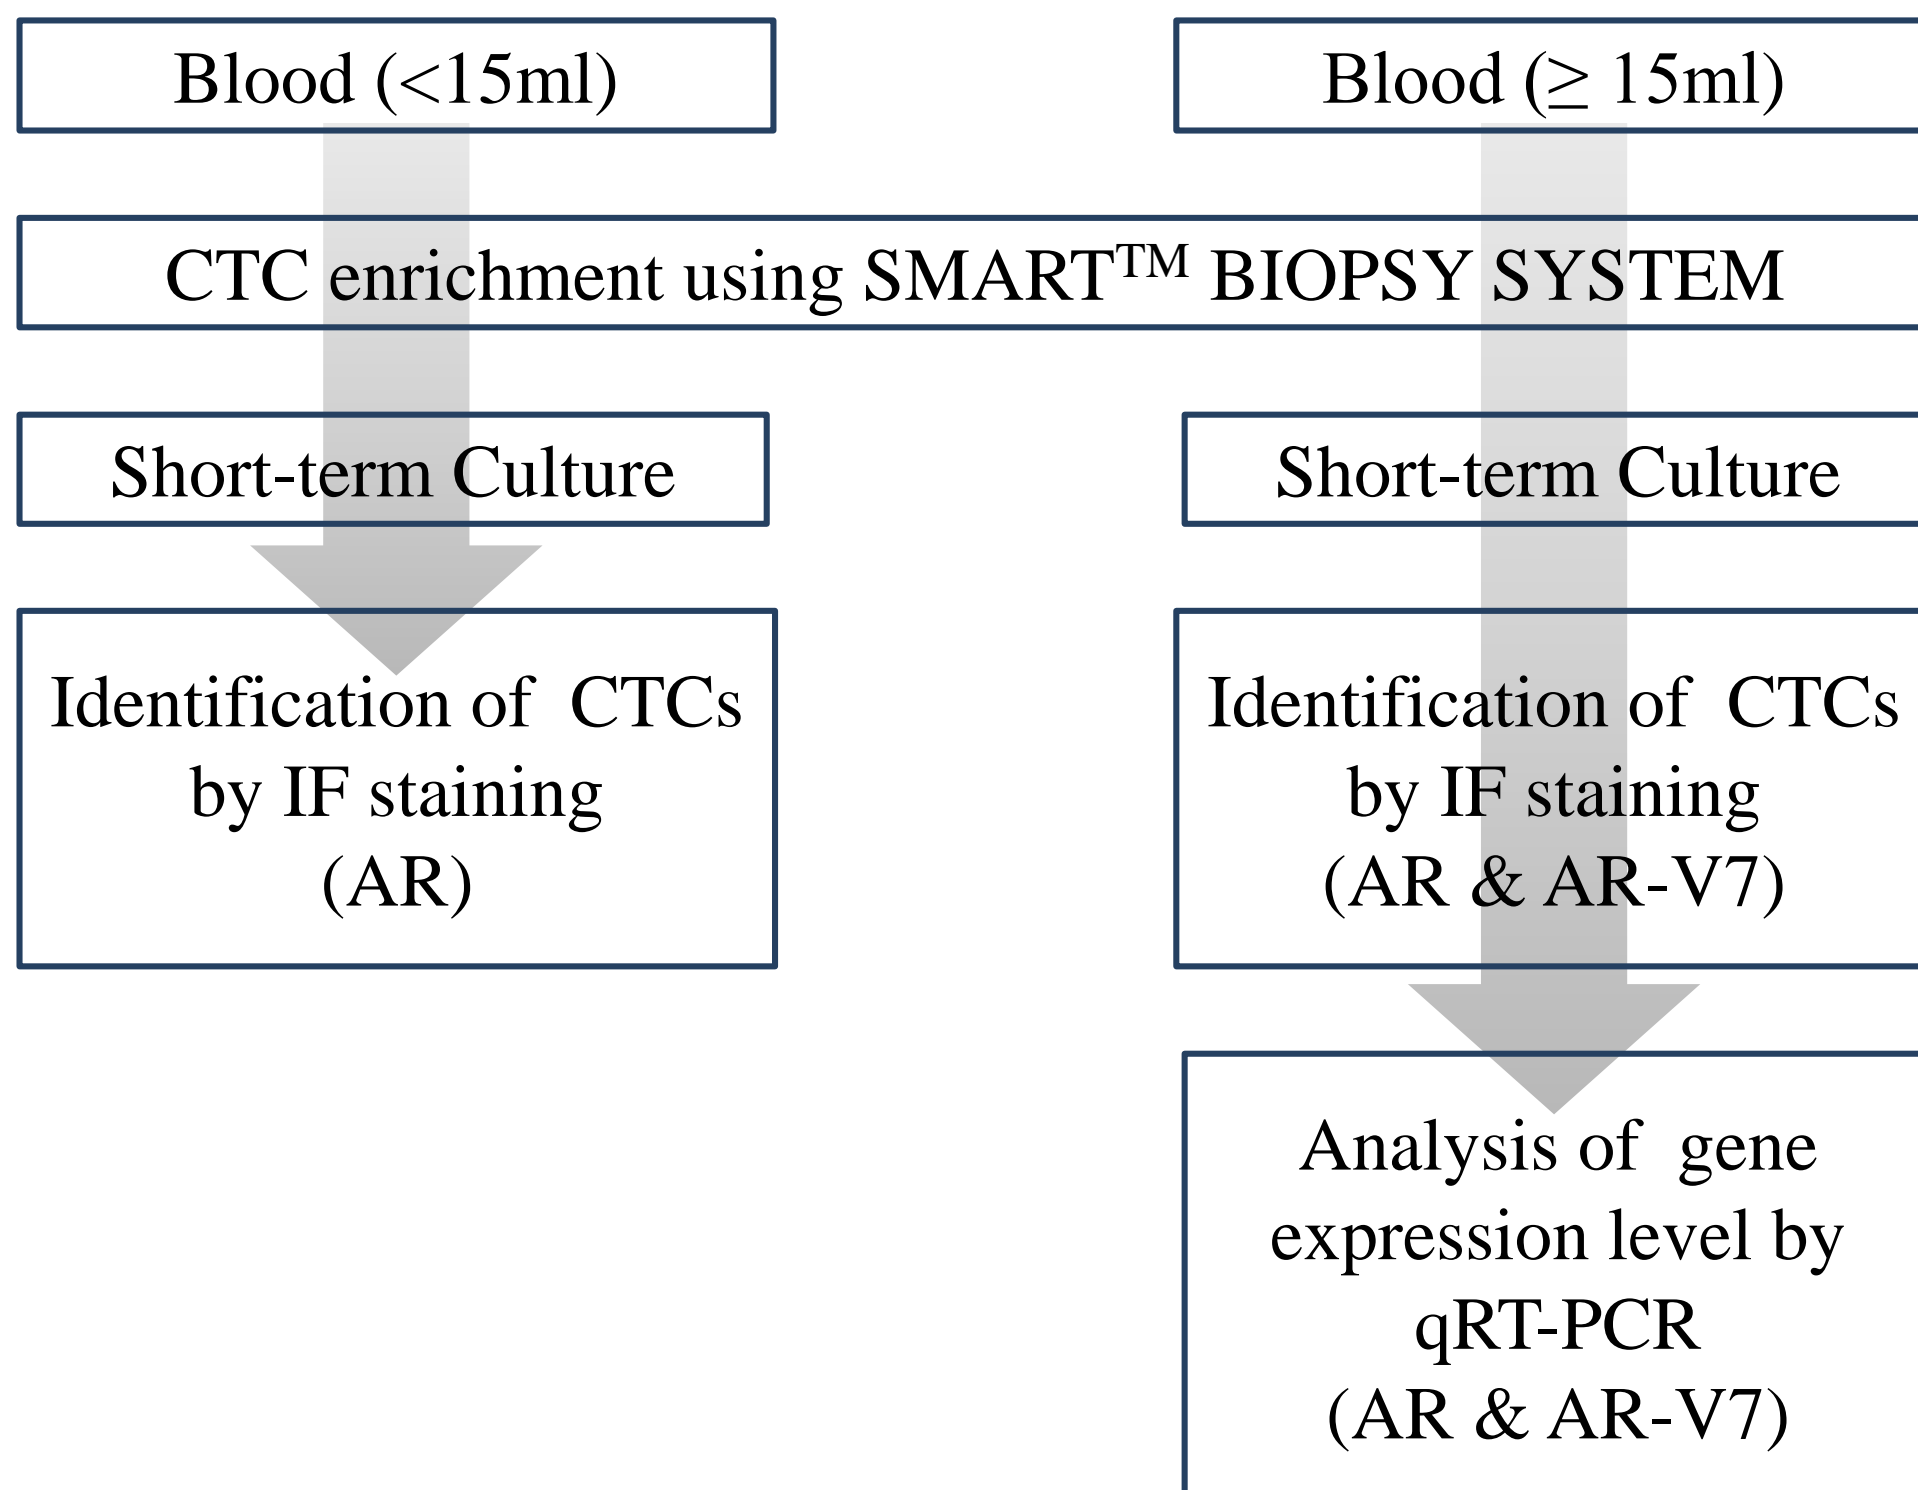 Blood (<15ml)
Blood (≥ 15ml)
CTC enrichment using SMART™ BIOPSY SYSTEM
Short-term Culture
Short-term Culture
Identification of CTCs
by IF staining
(AR)
Identification of CTCs
by IF staining
(AR & AR-V7)
Analysis of gene
expression level by
qRT-PCR
(AR & AR-V7)